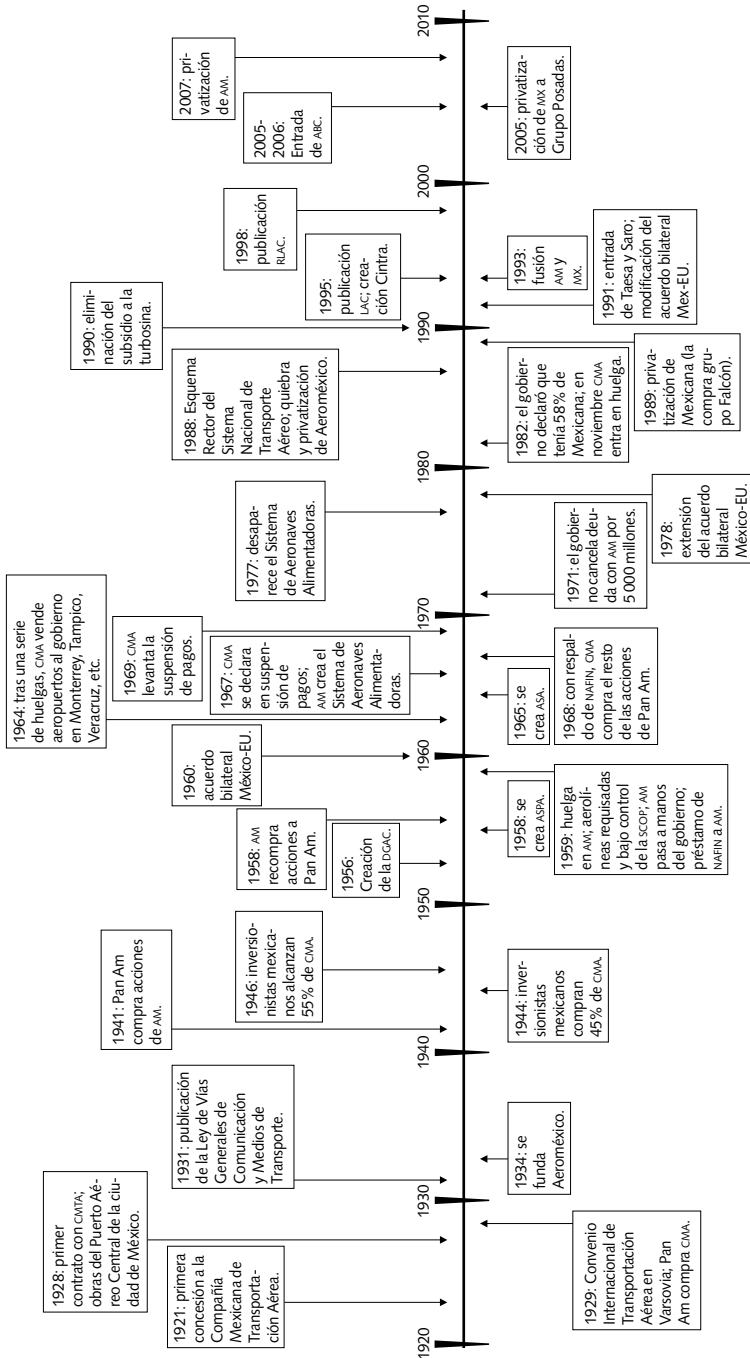 1928: primer
contrato con CMTA;
obras del Puerto Aé-
reo Central de la ciu-
dad de México.
1921: primera
concesión a la
Compañía
Mexicana de
Transporta-
ción Aérea.
1931: publicación
de la Ley de Vías
Generales de
Comunicación
y Medios de
Transporte.
1941: Pan Am
compra acciones
de AM.
1946: inversio-
nistas mexica-
nos alcanzan
55% de CMA.
1956:
Creación
de la DGAC.
1958: AM
recompra
acciones a
Pan Am.
1960:
acuerdo
bilateral
México-EU.
1964: tras una serie
de huelgas, CMA vende
aeropuertos al gobierno
en Monterrey, Tampico,
Veracruz, etc.
1969: CMA
levanta la
suspensión
de pagos.
1967: CMA
se declara
en suspen-
sión de
pagos;
AM crea el
Sistema de
Aeronaves
Alimenta-
doras.
1977: desapa-
rece el Sistema
de Aeronaves
Alimentadoras.
1988: Esquema
Rector del
Sistema
Nacional de
Transporte
Aéreo; quiebra
y privatización
de Aeroméxico.
1990: elimi-
nación del
subsidio a la
turbosina.
1995:
publicación
LAC; crea-
ción Cintra.
1998:
publicación
RLAC.
2005-
2006:
Entrada
de ABC.
2007: pri-
vatización
de AM.
1920
1930
1940
1950
1960
1970
1980
1990
2000
2010
1929: Convenio
Internacional de
Transportación
Aérea en
Varsovia; Pan
Am compra CMA.
1934: se
funda
Aeroméxico.
1944: inver-
sionistas
mexicanos
compran
45% de CMA.
1958: se
crea ASPA.
1959: huelga
en AM; aerolí-
neas requisadas
y bajo control
de la SCOP; AM
pasa a manos
del gobierno;
préstamo de
NAFIN a AM.
1965: se
crea ASA.
1968: con respal-
do de NAFIN, CMA
compra el resto
de las acciones
de Pan Am.
1971: el gobier-
no cancela deu-
da con AM por
5 000 millones.
1978:
extensión
del acuerdo
bilateral
México-EU.
1982: el gobier-
no declaró que
tenía 58% de
Mexicana; en
noviembre CMA
entra en huelga.
1989: priva-
tización de
Mexicana (la
compra gru-
po Falcón).
1993:
fusión
AM y
MX.
1991: entrada
de Taesa y Saro;
modificación del
acuerdo bilateral
Mex-EU.
2005: privatiza-
ción de MX a
Grupo Posadas.